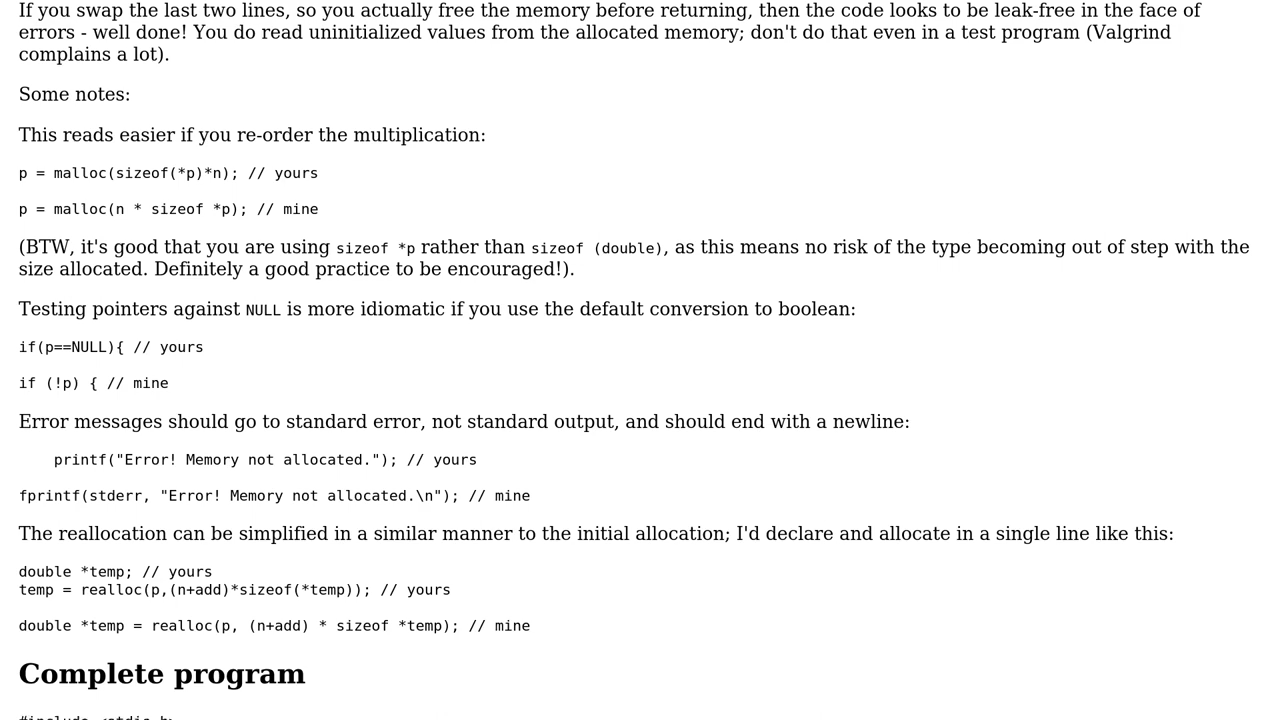 If you swap the last two lines, so you actually free the memory before returning, then the code looks to be leak-free in the face of
errors - well done! You do read uninitialized values from the allocated memory; don't do that even in a test program (Valgrind
complains a lot).
Some notes:
This reads easier if you re-order the multiplication:
p = malloc(sizeof(*p)*n); // yours
p = malloc(n * sizeof *p); // mine
(BTW, it's good that you are using sizeof *p rather than sizeof (double), as this means no risk of the type becoming out of step with the
size allocated. Definitely a good practice to be encouraged!).
Testing pointers against NULL is more idiomatic if you use the default conversion to boolean:
if(p==NULL){ // yours
if (!p) { // mine
Error messages should go to standard error, not standard output, and should end with a newline:
    printf("Error! Memory not allocated."); // yours
fprintf(stderr, "Error! Memory not allocated.\n"); // mine
The reallocation can be simplified in a similar manner to the initial allocation; I'd declare and allocate in a single line like this:
double *temp; // yours
temp = realloc(p,(n+add)*sizeof(*temp)); // yours
double *temp = realloc(p, (n+add) * sizeof *temp); // mine
Complete program
#include <stdio.h>